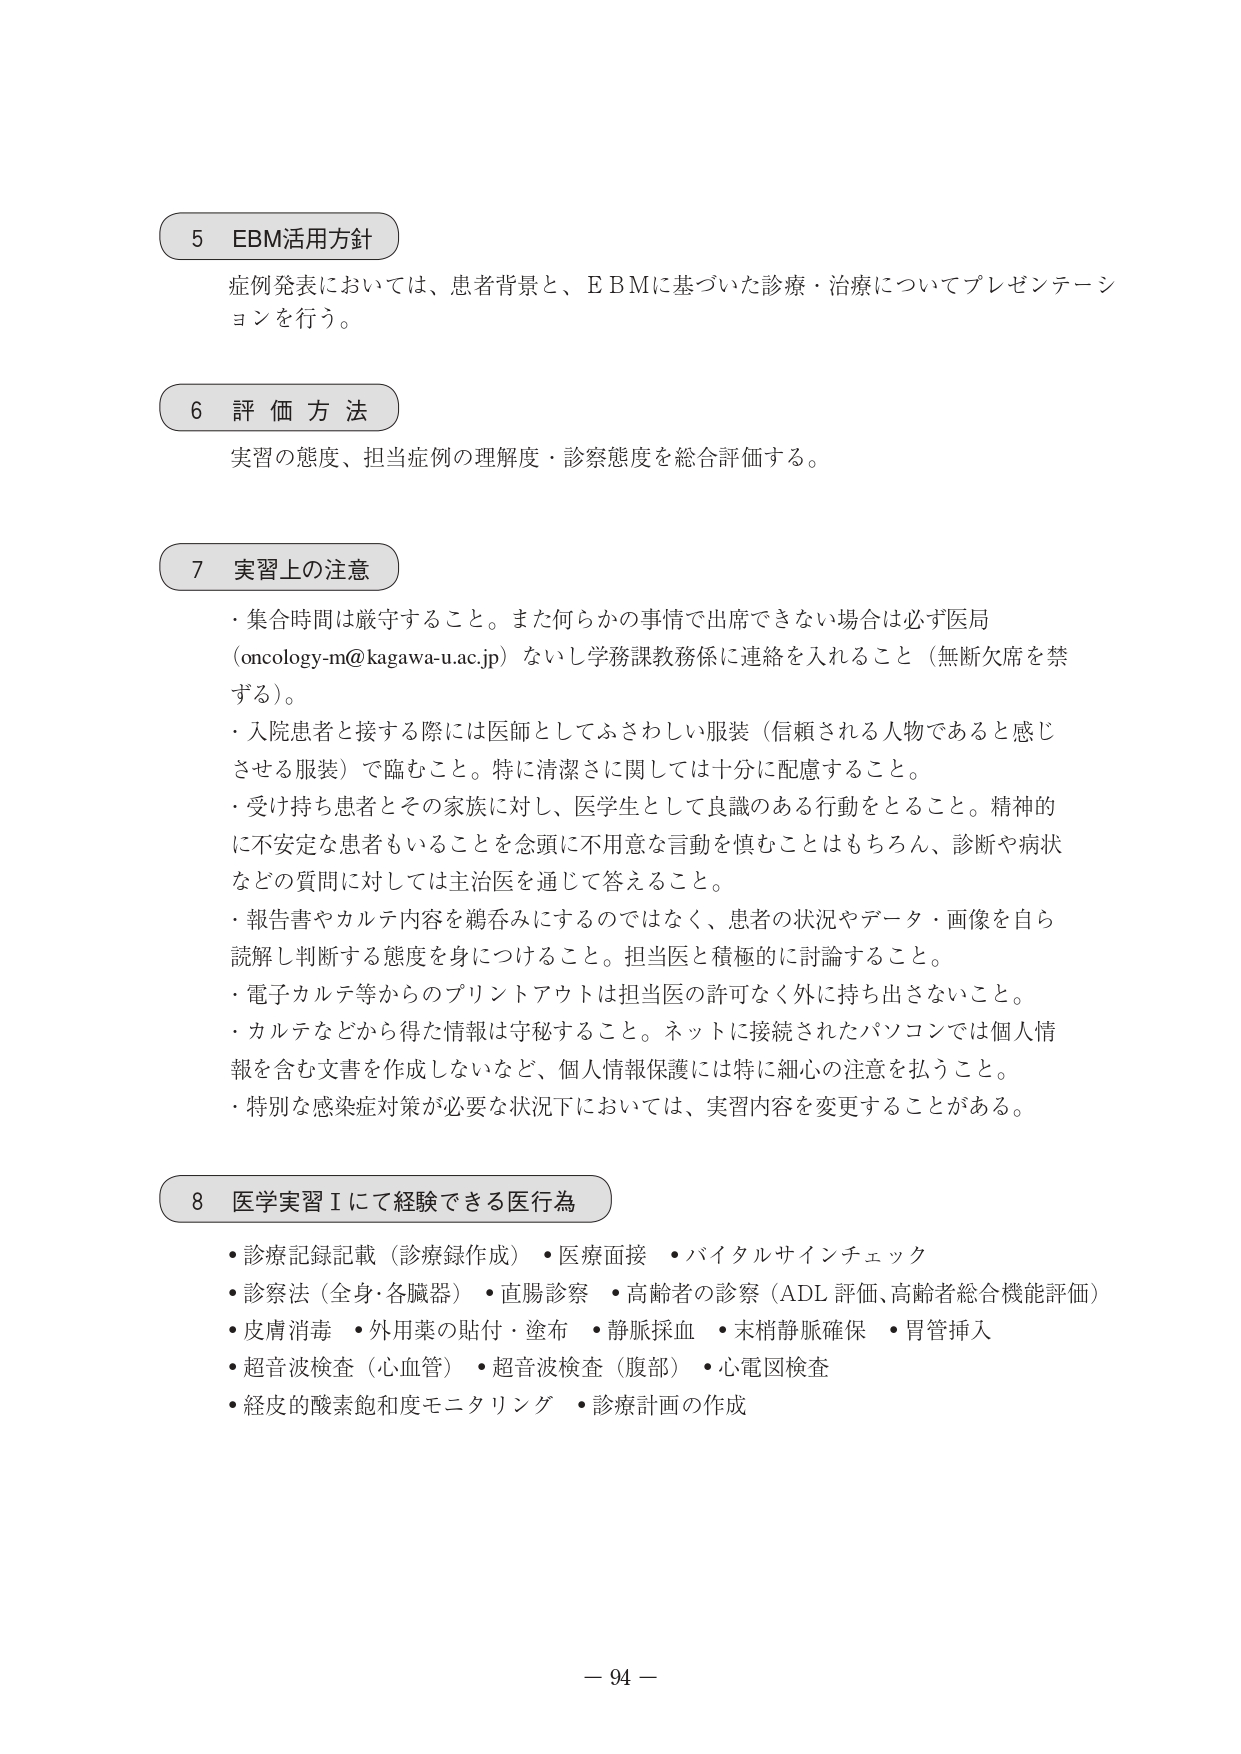 5 EBM活用方針
症例発表においては、患者背景と、ＥＢＭに基づいた診療・治療についてプレゼンテーシ
ョンを行う。
6 評価方法
実習の態度、担当症例の理解度・診察態度を総合評価する。
7 実習上の注意
・集合時間は厳守すること。また何らかの事情で出席できない場合は必ず医局
（oncology-m@kagawa-u.ac.jp）ないし学務課教務係に連絡を入れること（無断欠席を禁
ずる）。
・入院患者と接する際には医師としてふさわしい服装（信頼される人物であると感じ
させる服装）で臨むこと。特に清潔さに関しては十分に配慮すること。
・受け持ち患者とその家族に対し、医学生として良識のある行動をとること。精神的
に不安定な患者もいることを念頭に不用意な言動を慎むことはもちろん、診断や病状
などの質問に対しては主治医を通じて答えること。
・報告書やカルテ内容を鵜呑みにするのではなく、患者の状況やデータ・画像を自ら
読解し判断する態度を身につけること。担当医と積極的に討論すること。
・電子カルテ等からのプリントアウトは担当医の許可なく外に持ち出さないこと。
・カルテなどから得た情報は守秘すること。ネットに接続されたパソコンでは個人情
報を含む文書を作成しないなど、個人情報保護には特に細心の注意を払うこと。
・特別な感染症対策が必要な状況下においては、実習内容を変更することがある。
8 医学実習Ⅰにて経験できる医行為
•診療記録記載（診療録作成） •医療面接 •バイタルサインチェック
•診察法（全身･各臓器） •直腸診察 •高齢者の診察（ADL 評価､高齢者総合機能評価）
•皮膚消毒 •外用薬の貼付・塗布 •静脈採血 •末梢静脈確保 •胃管挿入
•超音波検査（心血管） •超音波検査（腹部） •心電図検査
•経皮的酸素飽和度モニタリング •診療計画の作成
― 94 ―